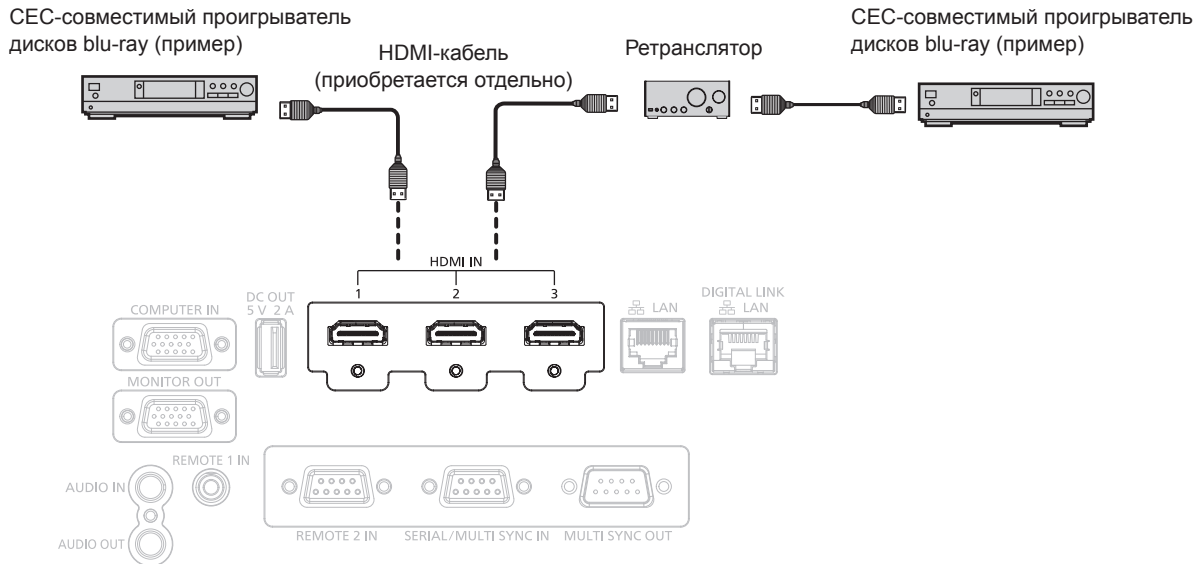 CEC-совместимый проигрыватель
дисков blu-ray (пример)
HDMI-кабель
(приобретается отдельно)
Ретранслятор
CEC-совместимый проигрыватель
дисков blu-ray (пример)
HDMI IN
1 2 3
COMPUTER IN
DC OUT
5 V 2 A
LAN
DIGITAL LINK
LAN
MONITOR OUT
REMOTE 1 IN
AUDIO IN
AUDIO OUT
REMOTE 2 IN
SERIAL/MULTI SYNC IN
MULTI SYNC OUT